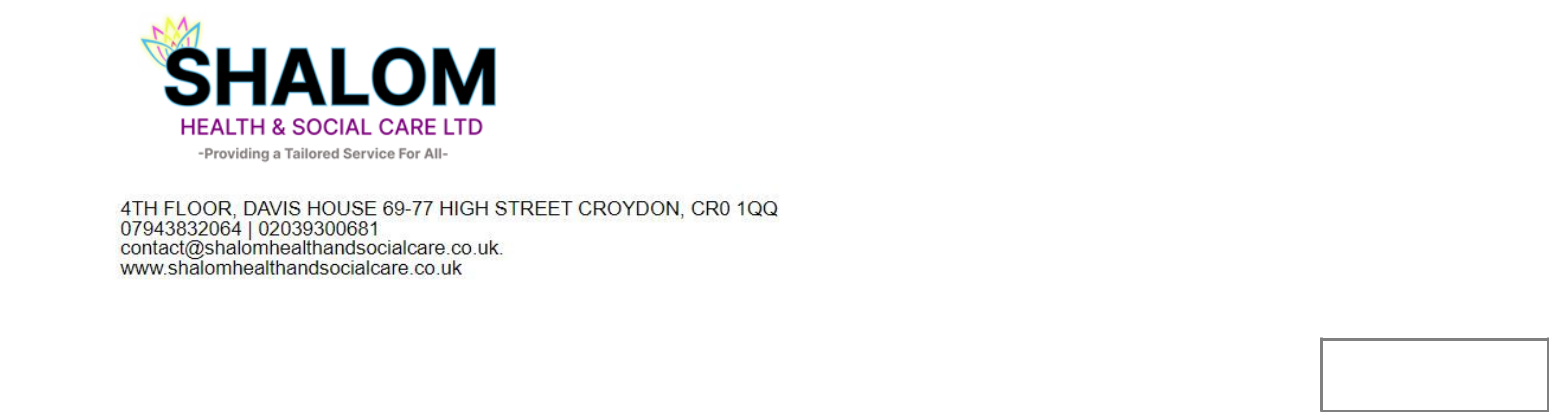 SHALOM
HEALTH & SOCIAL CARE LTD
-Providing a Tailored Service For All-
4TH FLOOR, DAVIS HOUSE 69-77 HIGH STREET CROYDON, CR0 1QQ
07943832064 | 02039300681
contact@shalomhealthandsocialcare.co.uk.
www.shalomhealthandsocialcare.co.uk